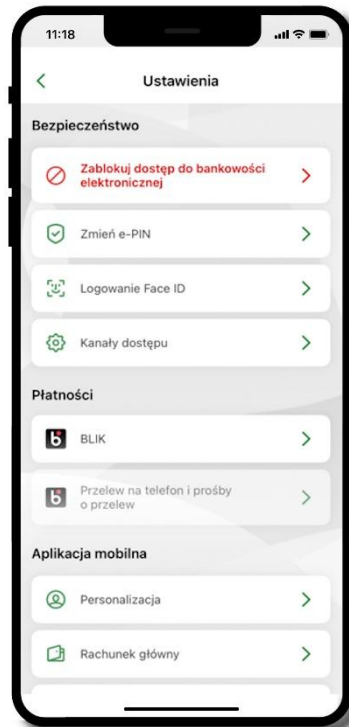 11:18
Ustawienia
Bezpieczeństwo
Zablokuj dostęp do bankowości
elektronicznej
Zmień e-PIN
Logowanie Face ID
Kanały dostępu
Płatności
BLIK
Przelew na telefon i prośby
o przelew
Aplikacja mobilna
Personalizacja
Rachunek główny